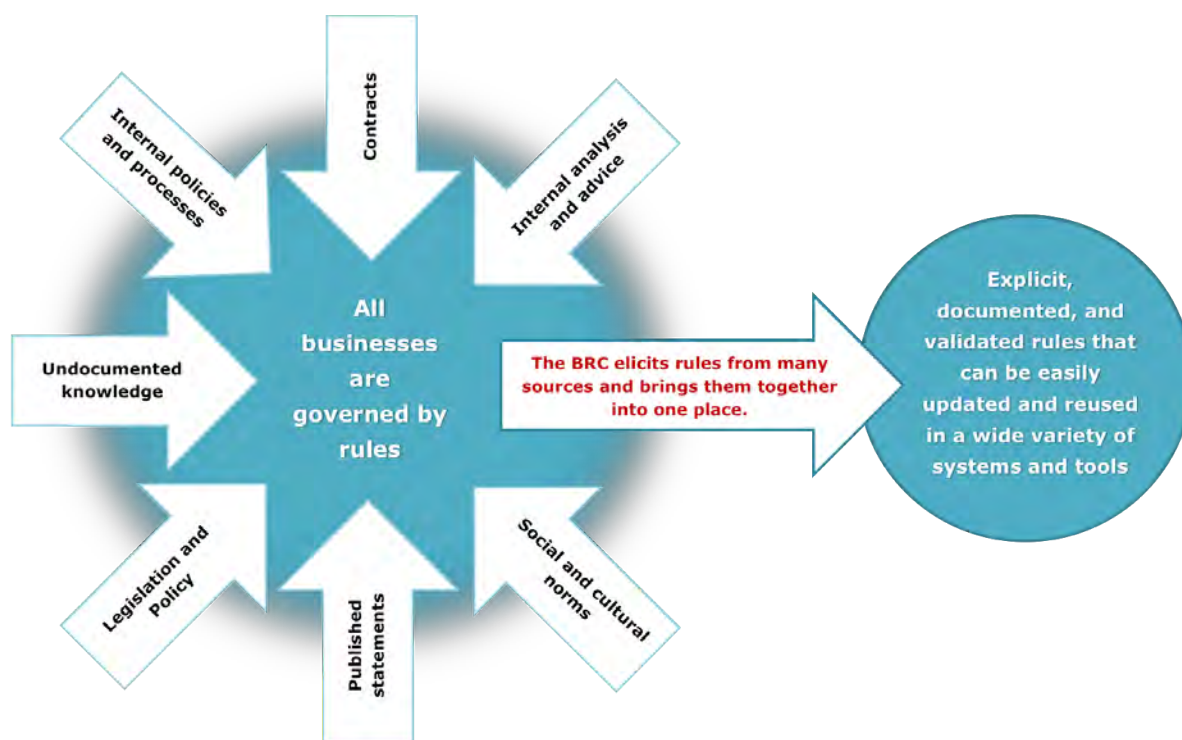 Contracts
Internal policies
and processes
Internal analysis
and advice
All
businesses
are
governed by
rules
Undocumented
knowledge
The BRC elicits rules from many
sources and brings them together
into one place.
Explicit,
documented, and
validated rules that
can be easily
updated and reused
in a wide variety of
systems and tools
Legislation and
Policy
Published
statements
Social and cultural
norms